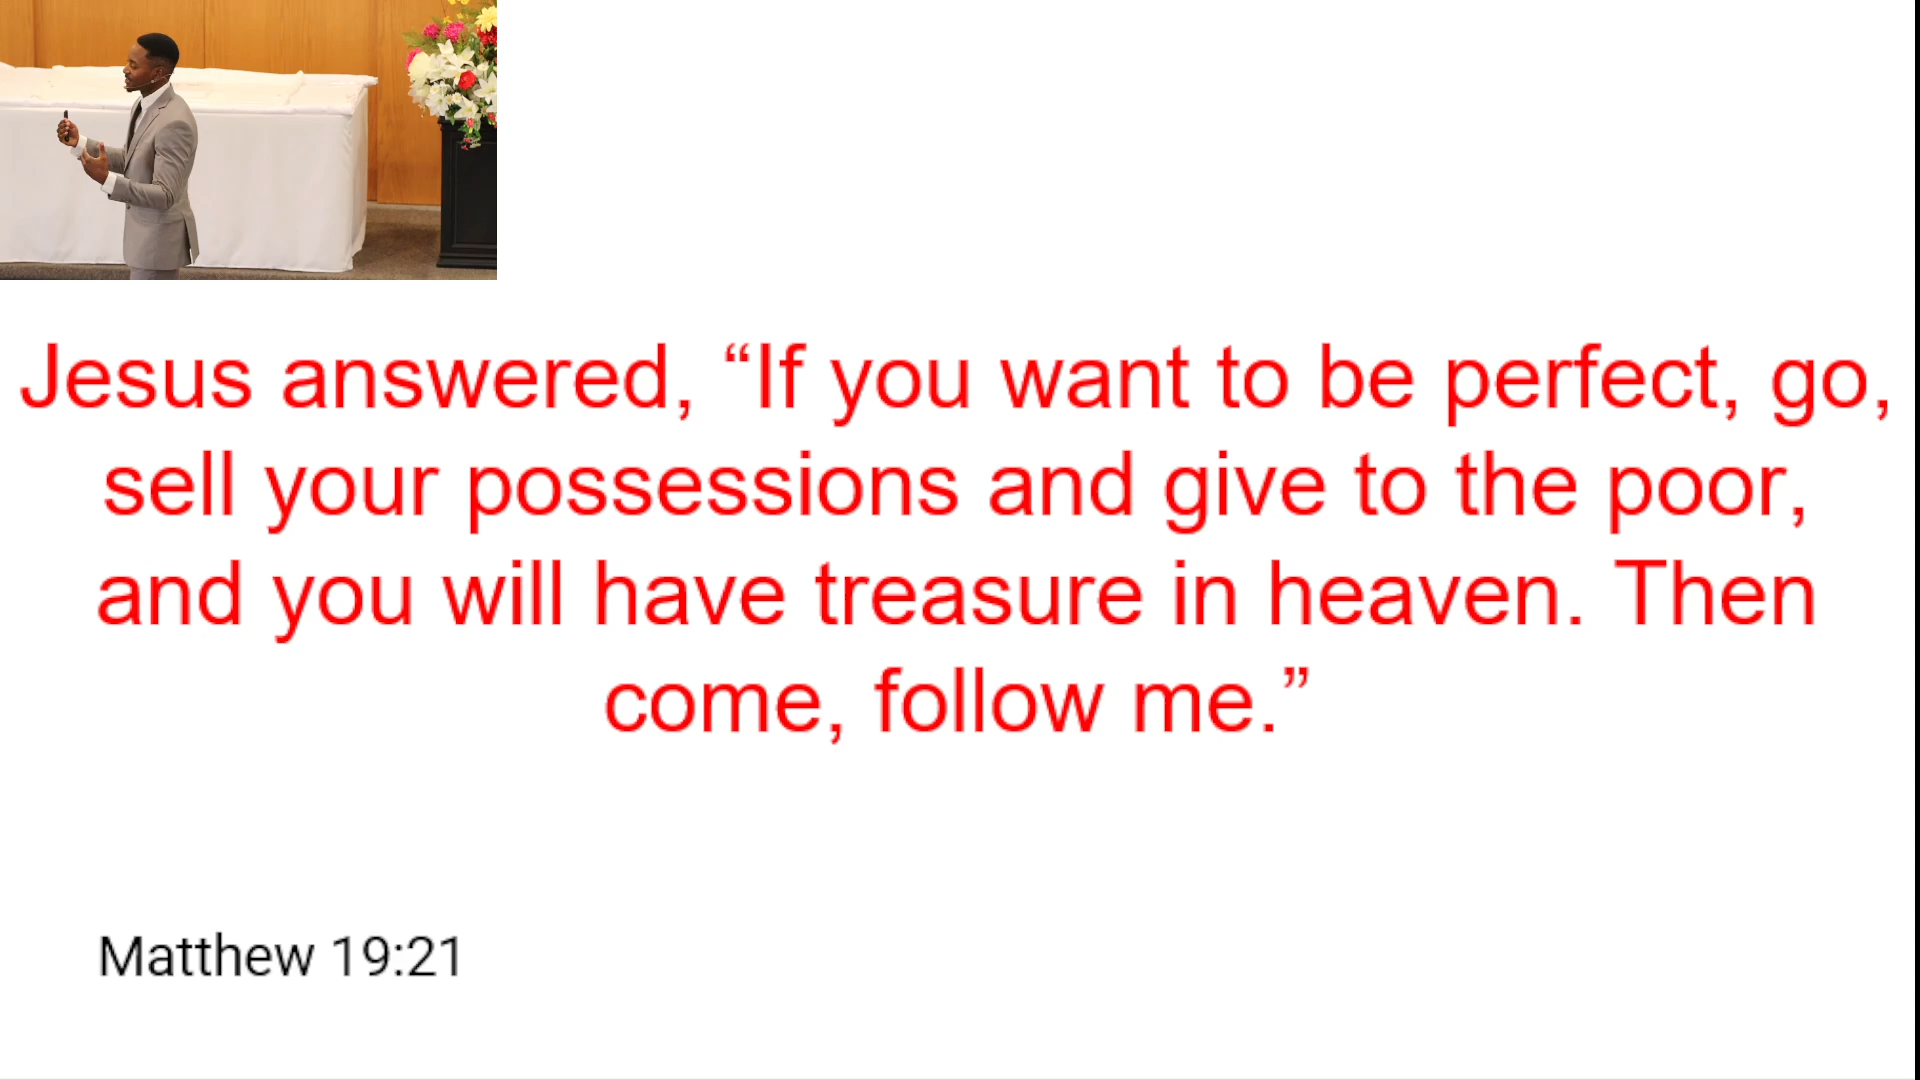 Jesus answered, “If you want to be perfect, go,
sell your possessions and give to the poor,
and you will have treasure in heaven. Then
come, follow me.”
Matthew 19:21